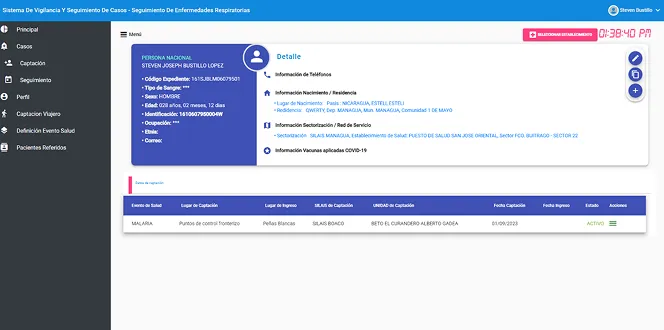 Sistema De Vigilancia Y Seguimiento De Casos - Seguimiento De Enfermedades Respiratorias
Steven Bustillo
Principal
Casos
Captación
Seguimiento
Perfil
Captacion Viajero
Definición Evento Salud
Pacientes Referidos
Menú
SELECCIONAR ESTABLECIMIENTO
01:38:40 PM
PERSONA NACIONAL
STEVEN JOSEPH BUSTILLO LOPEZ
• Código Expediente: 161SJBLM06079501
• Tipo de Sangre: ***
• Sexo: HOMBRE
• Edad: 028 años, 02 meses, 12 dias
• Identificación: 1610607950004W
• Ocupación: ***
• Etnia:
• Correo:
Detalle
Información de Teléfonos
Información Nacimiento / Residencia
• Lugar de Nacimiento: País : NICARAGUA, ESTELI, ESTELI
• Residencia: QWERTY, Dep. MANAGUA, Mun. MANAGUA, Comunidad 1 DE MAYO
Información Sectorización / Red de Servicio
• Sectorización: SILAIS MANAGUA, Establecimiento de Salud: PUESTO DE SALUD SAN JOSE ORIENTAL, Sector FCO. BUITRAGO - SECTOR 22
Información Vacunas aplicadas COVID-19
Datos de captación
Evento de Salud Lugar de Captación Lugar de Ingreso SILAIS de Captación UNIDAD de Captación Fecha Captación Fecha Ingreso Estado Acciones
MALARIA Puntos de control fronterizo Peñas Blancas SILAIS BOACO RETO EL CURANDERO ALBERTO GADEA 01/09/2023 ACTIVO